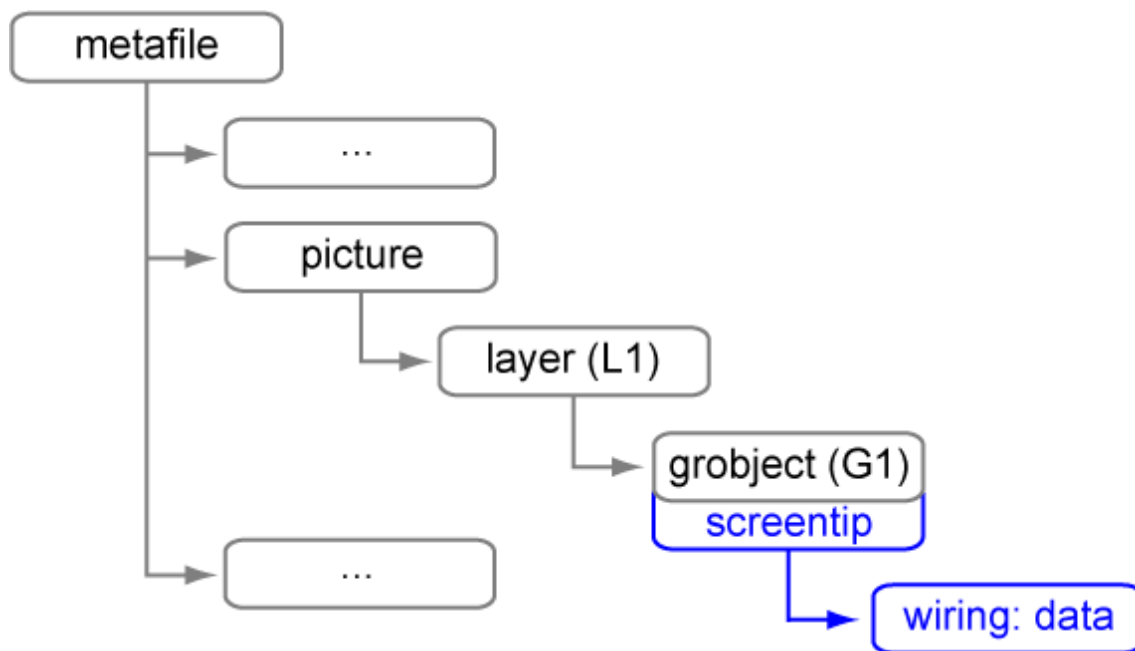 metafile
...
picture
layer (L1)
grobject (G1)
screentip
...
wiring: data